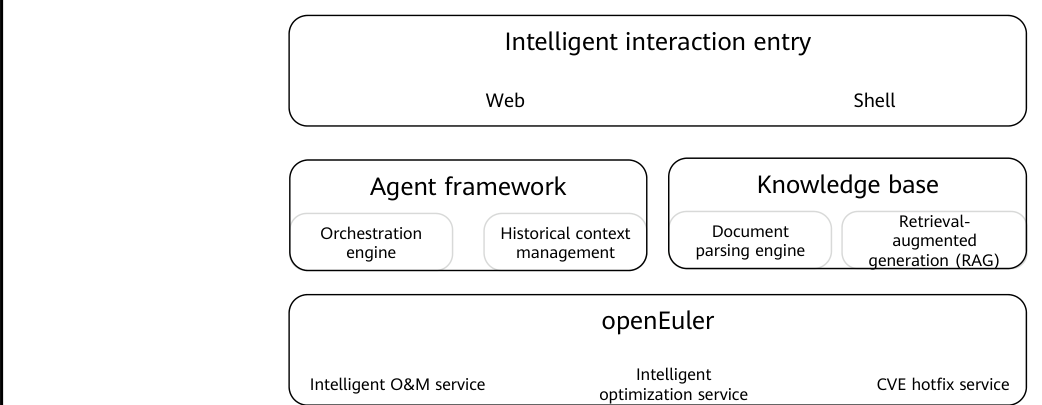 Intelligent interaction entry
Web
Shell
Agent framework
Orchestration
engine
Historical context
management
Knowledge base
Document
parsing engine
Retrieval-
augmented
generation (RAG)
openEuler
Intelligent O&M service
Intelligent
optimization service
CVE hotfix service